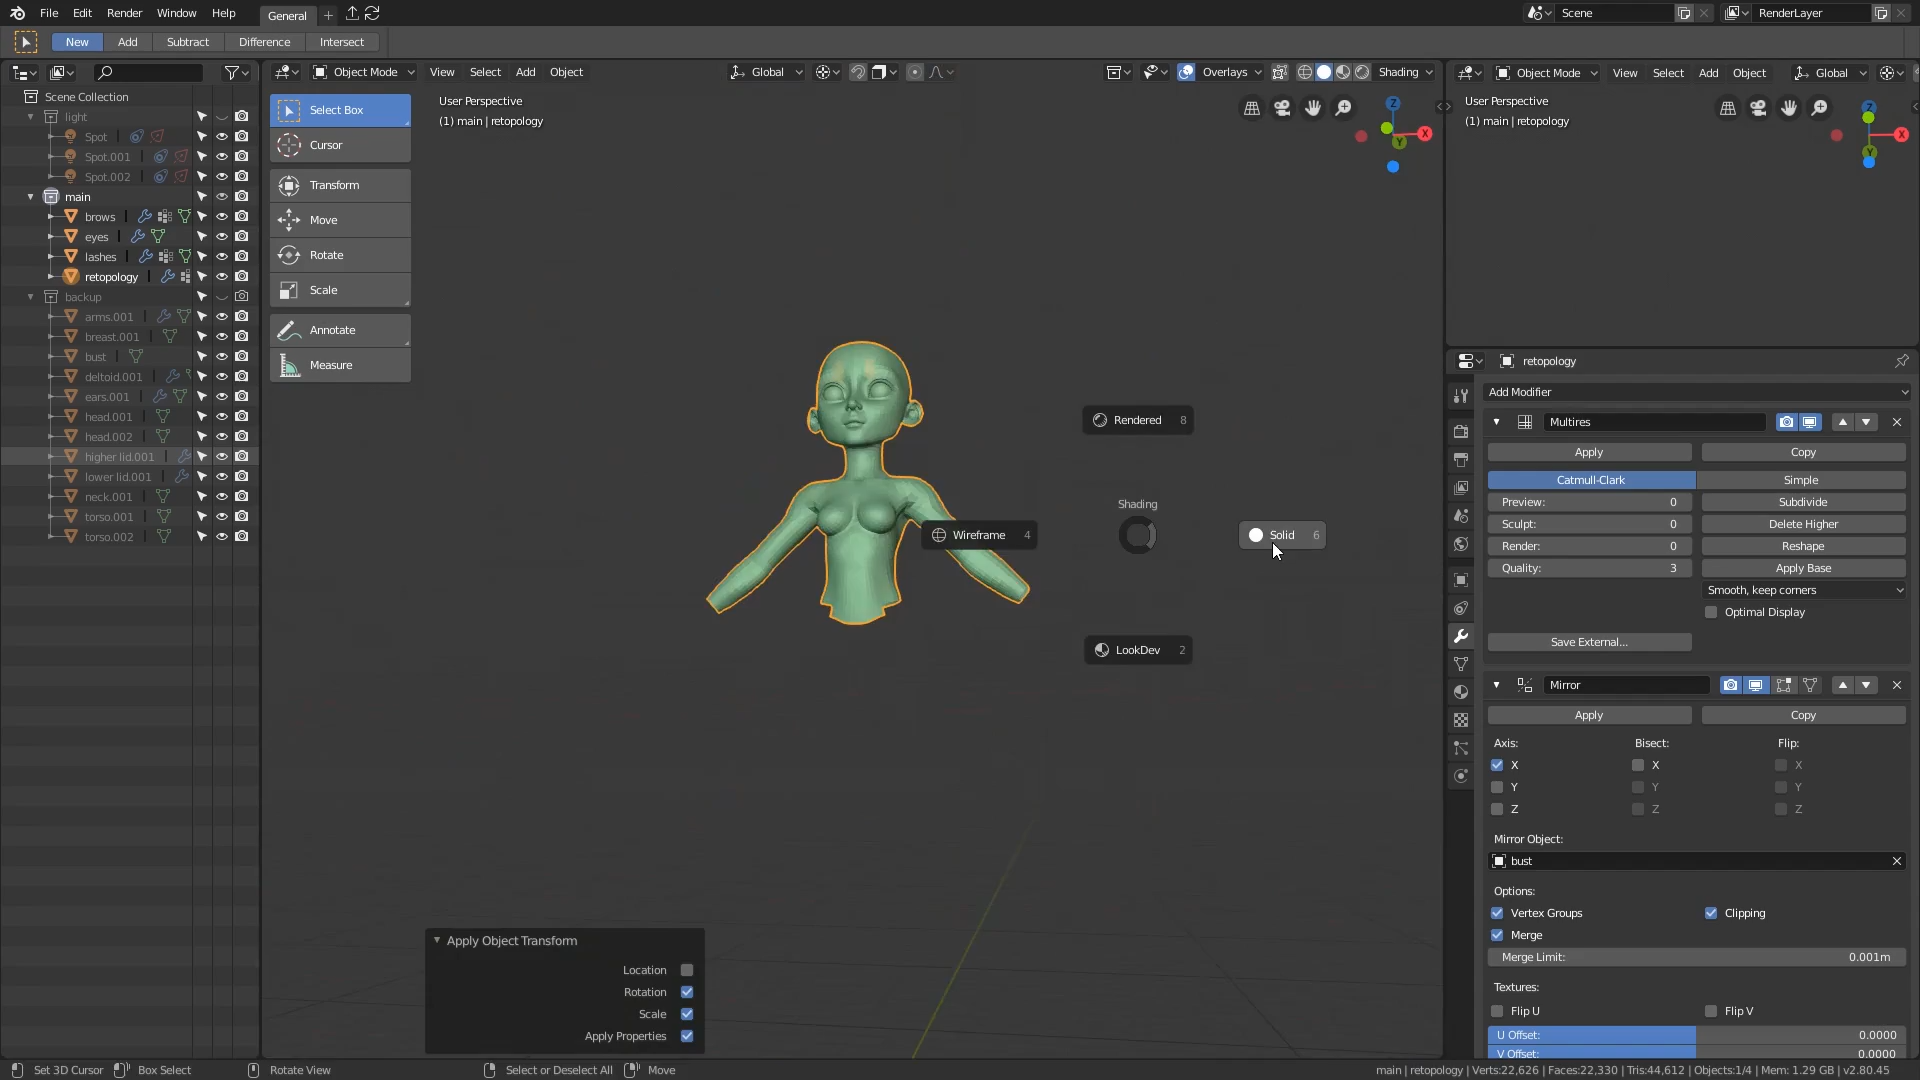 File Edit Render Window Help General Scene RenderLayer
New Add Subtract Difference Intersect
Object Mode View Select Add Object Global Overlays Shading
Object Mode View Select Add Object Global
Scene Collection
light
Spot
Spot.001
Spot.002
main
brows
eyes
lashes
retopology
backup
arms.001
breast.001
bust
deltoid.001
ears.001
head.001
head.002
higher lid.001
lower lid.001
neck.001
torso.001
torso.002
Select Box
Cursor
Transform
Move
Rotate
Scale
Annotate
Measure
User Perspective
(1) main | retopology
Z
X
Y
Rendered 8
Shading
Wireframe 4
Solid 6
LookDev 2
Apply Object Transform
Location
Rotation
Scale
Apply Properties
User Perspective
(1) main | retopology
Z
X
Y
retopology
Add Modifier
Multires
Apply Copy
Catmull-Clark Simple
Preview: 0 Subdivide
Sculpt: 0 Delete Higher
Render: 0 Reshape
Quality: 3 Apply Base
Smooth, keep corners
Optimal Display
Save External...
Mirror
Apply Copy
Axis: Bisect: Flip:
X X X
Y Y Y
Z Z Z
Mirror Object:
bust
Options:
Vertex Groups Clipping
Merge
Merge Limit: 0.001m
Textures:
Flip U Flip V
U Offset: 0.0000
V Offset: 0.0000
Set 3D Cursor Box Select Rotate View Select or Deselect All Move main | retopology | Verts:22,626 | Faces:22,330 | Tris:44,612 | Objects:1/4 | Mem: 1.29 GB | v2.80.45